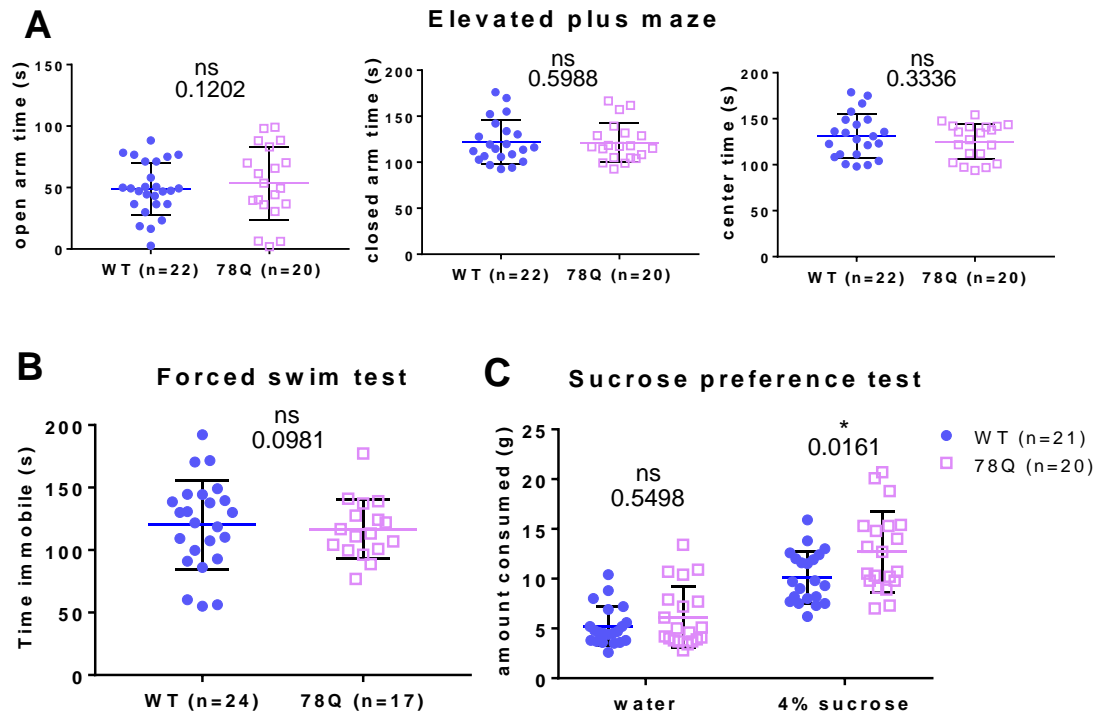 A
Elevated plus maze
open arm time (s)
150
100
50
0
ns
0.1202
WT (n=22)
78Q (n=20)
closed arm time (s)
200
150
100
50
0
ns
0.5988
WT (n=22)
78Q (n=20)
center time (s)
200
150
100
50
0
ns
0.3336
WT (n=22)
78Q (n=20)
B
Forced swim test
Time immobile (s)
200
150
100
50
0
ns
0.0981
WT (n=24)
78Q (n=17)
C
Sucrose preference test
amount consumed (g)
25
20
15
10
5
0
ns
0.5498
*
0.0161
water
4% sucrose
WT (n=21)
78Q (n=20)